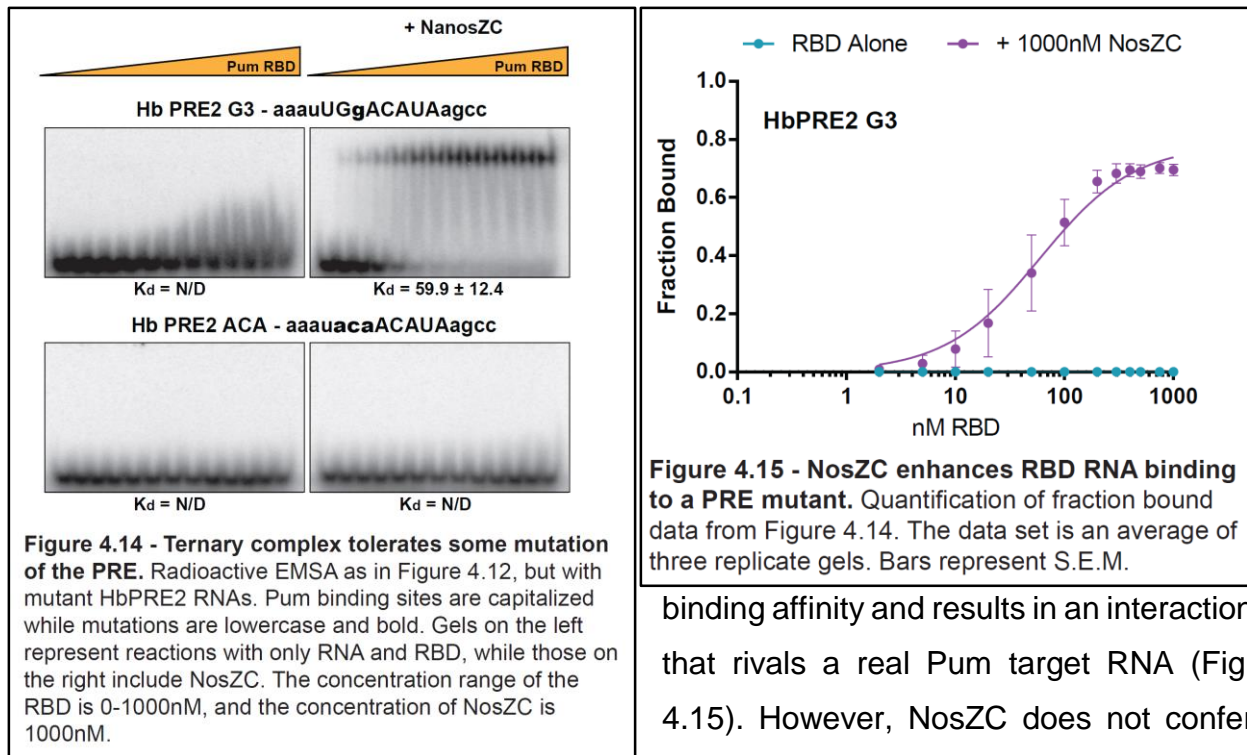 + NanosZC
Pum RBD
Pum RBD
Hb PRE2 G3 - aaauUGgACAUAagcc
Kd = N/D
Kd = 59.9 ± 12.4
Hb PRE2 ACA - aaauacaACAUAagcc
Kd = N/D
Kd = N/D
Figure 4.14 - Ternary complex tolerates some mutation
of the PRE. Radioactive EMSA as in Figure 4.12, but with
mutant HbPRE2 RNAs. Pum binding sites are capitalized
while mutations are lowercase and bold. Gels on the left
represent reactions with only RNA and RBD, while those on
the right include NosZC. The concentration range of the
RBD is 0-1000nM, and the concentration of NosZC is
1000nM.
RBD Alone
+ 1000nM NosZC
HbPRE2 G3
Fraction Bound
1.0
0.8
0.6
0.4
0.2
0.0
0.1
1
10
100
1000
nM RBD
Figure 4.15 - NosZC enhances RBD RNA binding
to a PRE mutant. Quantification of fraction bound
data from Figure 4.14. The data set is an average of
three replicate gels. Bars represent S.E.M.
binding affinity and results in an interaction
that rivals a real Pum target RNA (Fig
4.15). However, NosZC does not confer